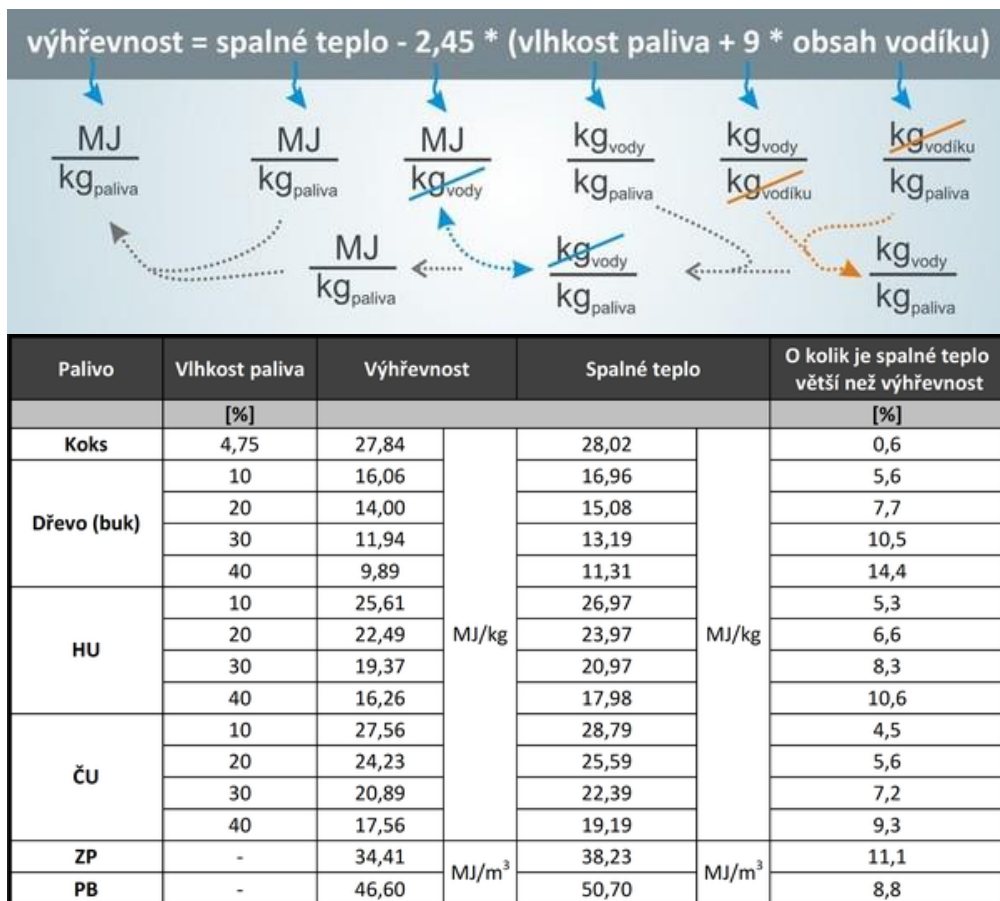 výhřevnost = spalné teplo - 2,45 * (vlhkost paliva + 9 * obsah vodíku)
MJ MJ MJ kg vody kg vody kg vodíku
kg paliva kg paliva kg vody kg paliva kg vodíku kg paliva
MJ kg vody kg vody
kg paliva kg paliva kg paliva
Palivo Vlhkost paliva Výhřevnost Spalné teplo O kolik je spalné teplo
větší než výhřevnost
[%] [%]
Koks 4,75 27,84 28,02 0,6
Dřevo (buk)
10 16,06 16,96 5,6
20 14,00 15,08 7,7
30 11,94 13,19 10,5
40 9,89 11,31 14,4
HU
10 25,61 26,97 5,3
20 22,49 MJ/kg 23,97 MJ/kg 6,6
30 19,37 20,97 8,3
40 16,26 17,98 10,6
ČU
10 27,56 28,79 4,5
20 24,23 25,59 5,6
30 20,89 22,39 7,2
40 17,56 19,19 9,3
ZP - 34,41 MJ/m³ 38,23 MJ/m³ 11,1
PB - 46,60 50,70 8,8